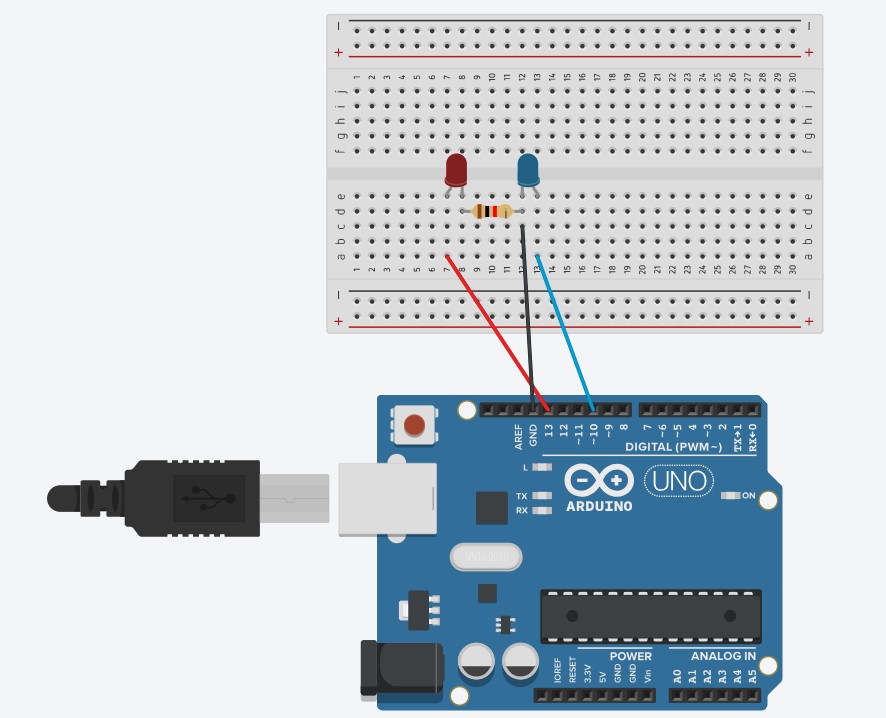 − −
+ +
1 2 3 4 5 6 7 8 9 10 11 12 13 14 15 16 17 18 19 20 21 22 23 24 25 26 27 28 29 30
j j
i i
h h
g g
f f
e e
d d
c c
b b
a a
1 2 3 4 5 6 7 8 9 10 11 12 13 14 15 16 17 18 19 20 21 22 23 24 25 26 27 28 29 30
− −
+ +
AREF GND 13 12 ~11 ~10 ~9 8 7 ~6 ~5 4 ~3 2 TX→1 RX←0
DIGITAL (PWM~)
L
TX
RX
ARDUINO
UNO
ON
POWER
ANALOG IN
IOREF RESET 3.3V 5V GND GND Vin A0 A1 A2 A3 A4 A5